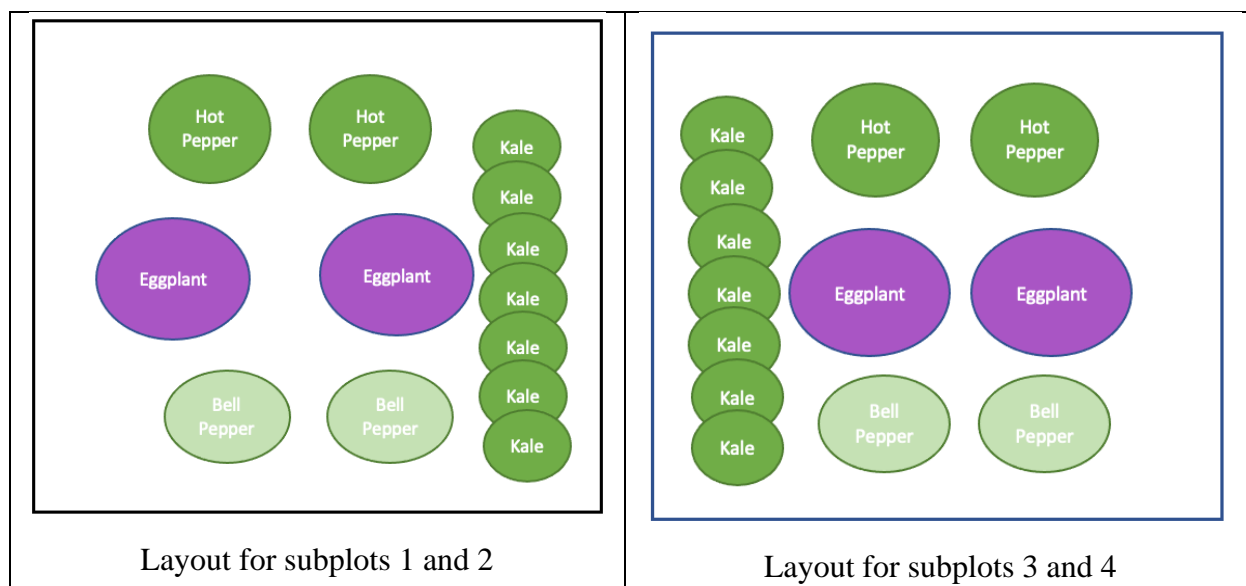 Hot
Pepper
Hot
Pepper
Kale
Kale
Kale
Eggplant
Eggplant
Kale
Kale
Kale
Bell
Pepper
Bell
Pepper
Kale
Layout for subplots 1 and 2
Kale
Hot
Pepper
Hot
Pepper
Kale
Kale
Kale
Eggplant
Eggplant
Kale
Kale
Bell
Pepper
Bell
Pepper
Kale
Layout for subplots 3 and 4